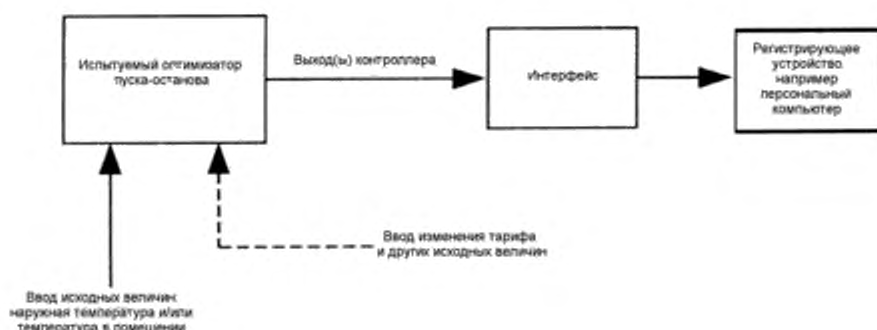 Испытуемый оптимизатор
пуска-останова
Выход(ы) контроллера
Интерфейс
Регистрирующее
устройство
например
персональный
компьютер
Ввод изменения тарифа
и других исходных величин
Ввод исходных величин:
наружная температура и/или
температура в помещении